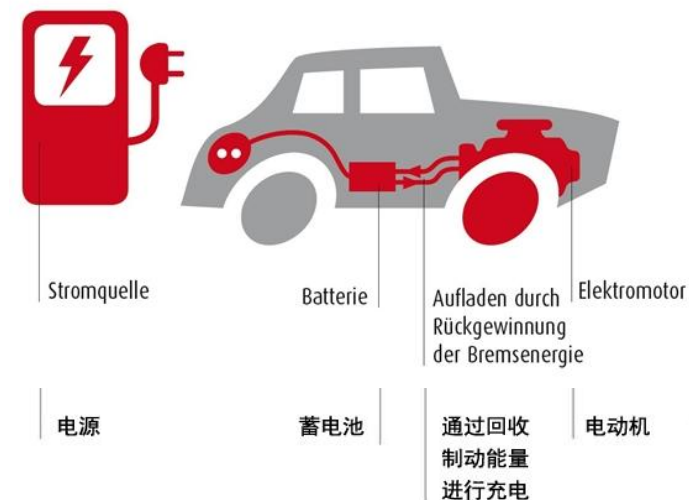 Stromquelle
Batterie
Aufladen durch
Rückgewinnung
der Bremsenergie
Elektromotor
电源
蓄电池
通过回收
制动能量
进行充电
电动机